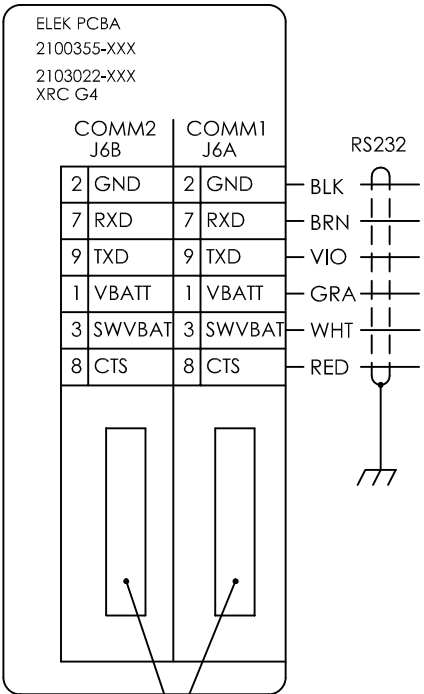 ELEK PCBA
2100355-XXX
2103022-XXX
XRC G4
COMM2 COMM1
J6B J6A
RS232
2 GND 2 GND BLK
7 RXD 7 RXD BRN
9 TXD 9 TXD VIO
1 VBATT 1 VBATT GRA
3 SWVBAT 3 SWVBAT WHT
8 CTS 8 CTS RED